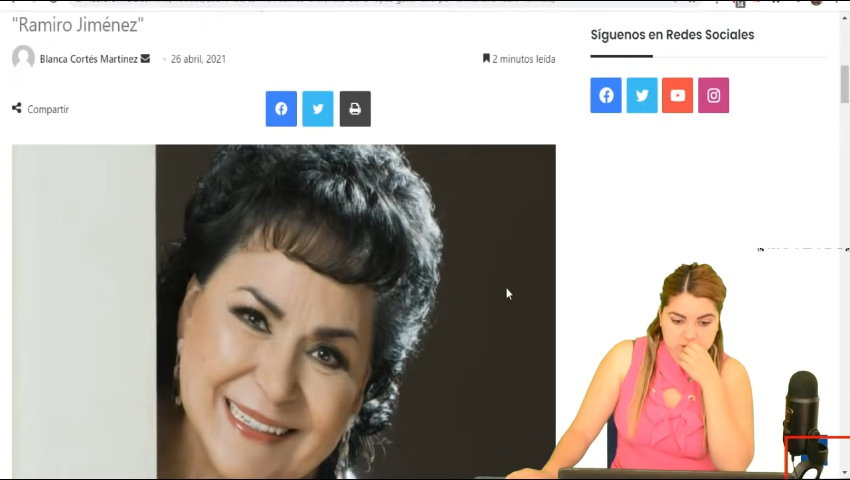 "Ramiro Jiménez"
Síguenos en Redes Sociales
Blanca Cortés Martínez
26 abril, 2021
2 minutos leída
Compartir